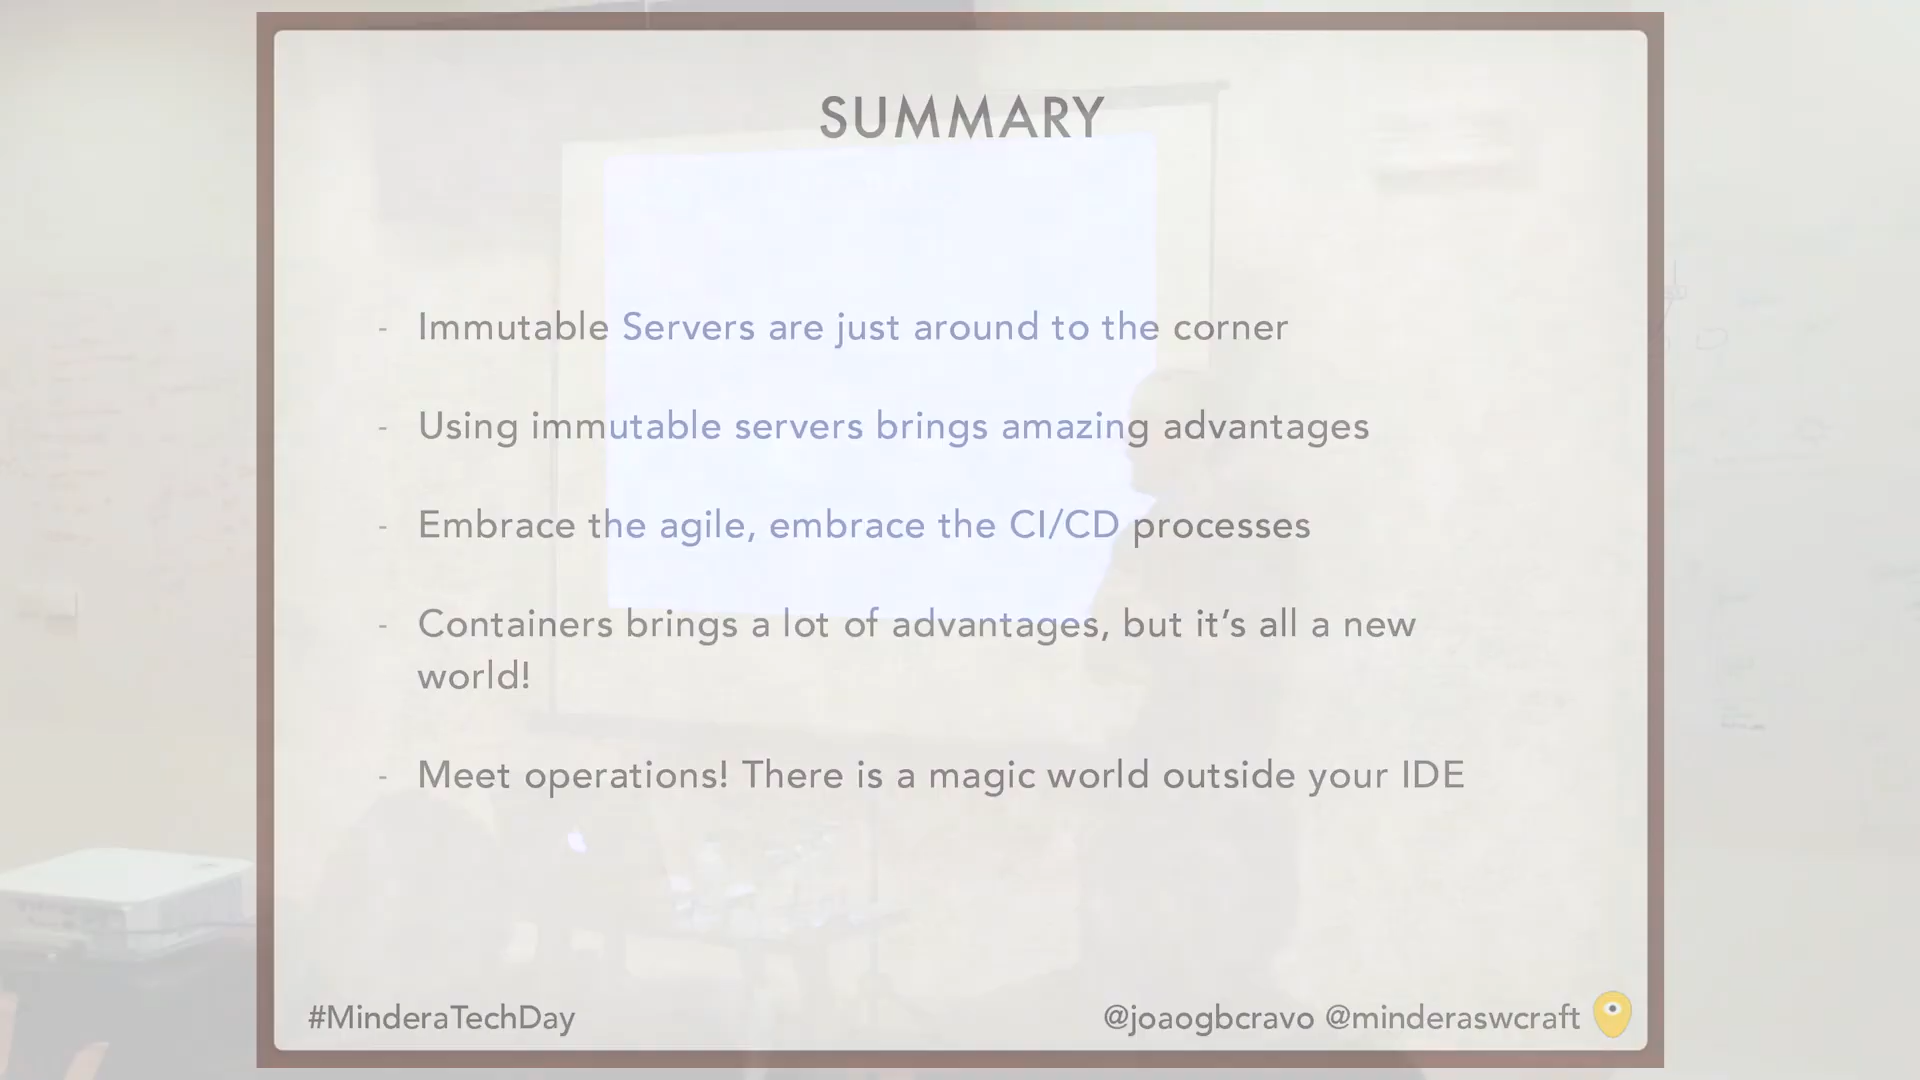 SUMMARY
- Immutable Servers are just around to the corner
- Using immutable servers brings amazing advantages
- Embrace the agile, embrace the CI/CD processes
- Containers brings a lot of advantages, but it’s all a new
world!
- Meet operations! There is a magic world outside your IDE
#MinderaTechDay
@joaogbcravo @minderaswcraft